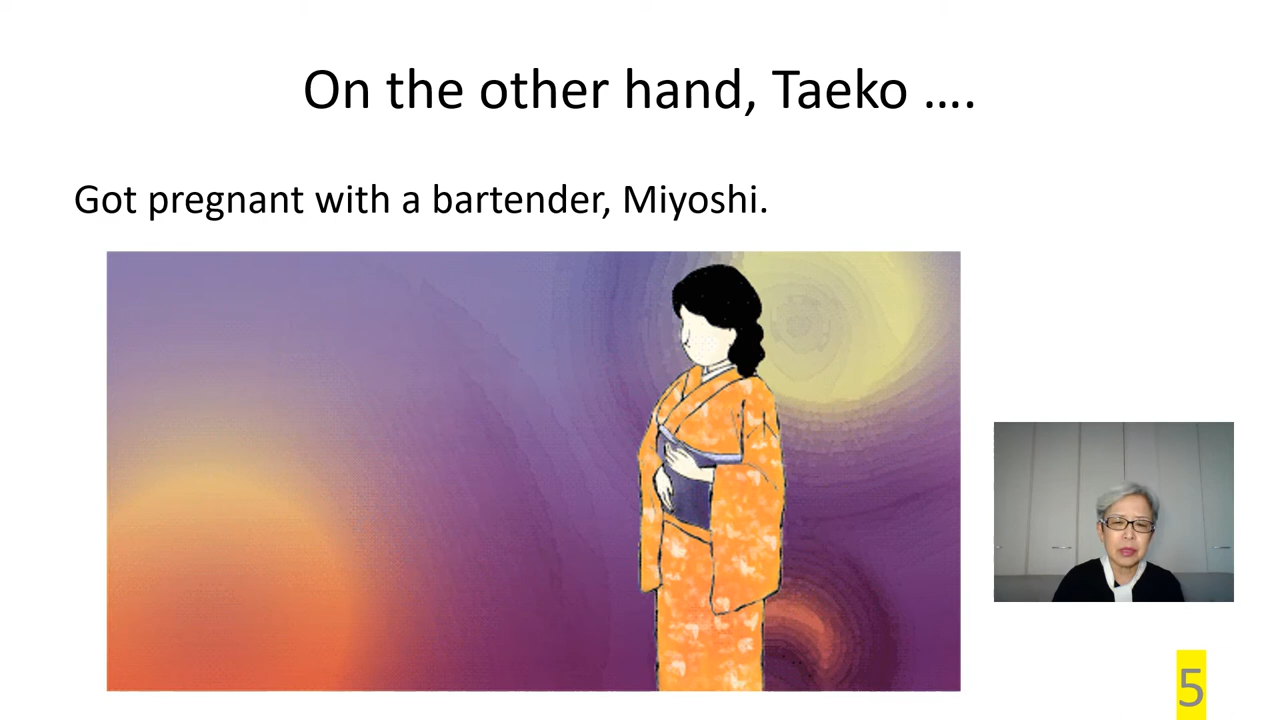 On the other hand, Taeko ….
Got pregnant with a bartender, Miyoshi.
5